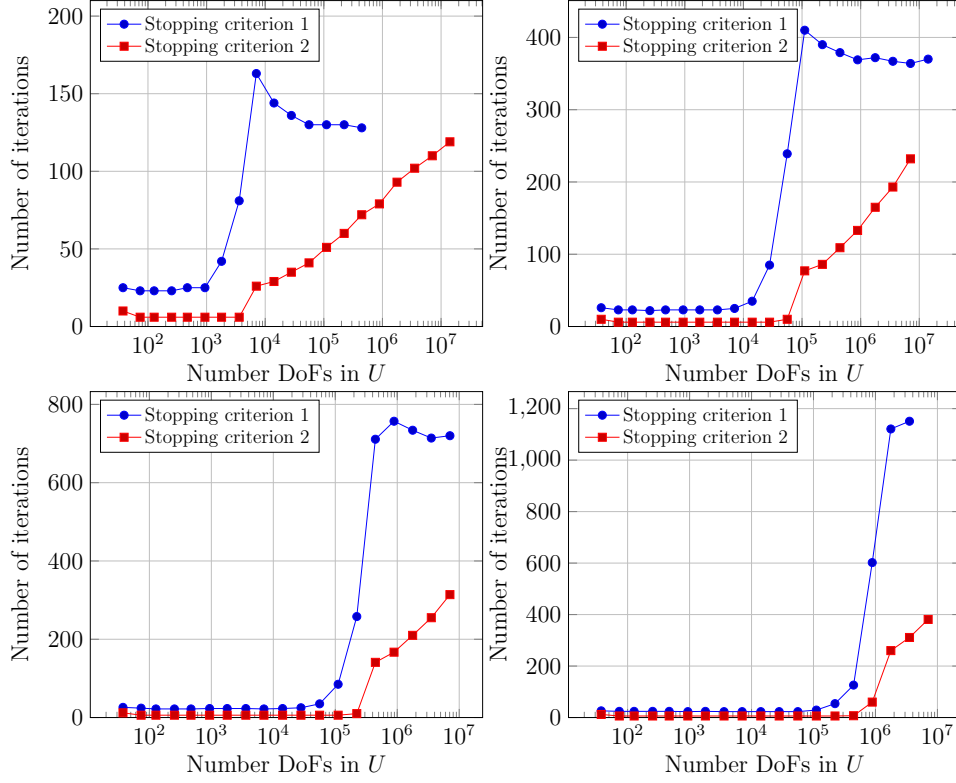 200
150
100
50
0
Number of iterations
Stopping criterion 1
Stopping criterion 2
10^2 10^3 10^4 10^5 10^6 10^7
Number DoFs in U
400
300
200
100
0
Number of iterations
Stopping criterion 1
Stopping criterion 2
10^2 10^3 10^4 10^5 10^6 10^7
Number DoFs in U
800
600
400
200
0
Number of iterations
Stopping criterion 1
Stopping criterion 2
10^2 10^3 10^4 10^5 10^6 10^7
Number DoFs in U
1,200
1,000
800
600
400
200
0
Number of iterations
Stopping criterion 1
Stopping criterion 2
10^2 10^3 10^4 10^5 10^6 10^7
Number DoFs in U